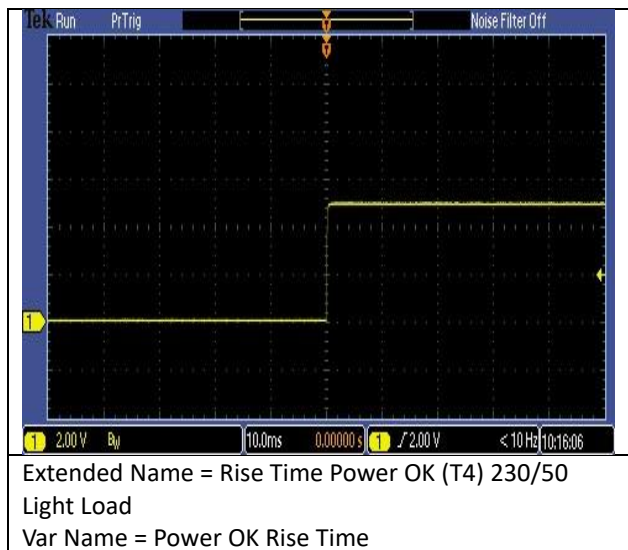 Tek Run PrTrig Noise Filter Off
1
1 2.00 V BW 10.0ms 0.00000 s 1 2.00 V < 10 Hz 10:16:06
Extended Name = Rise Time Power OK (T4) 230/50
Light Load
Var Name = Power OK Rise Time